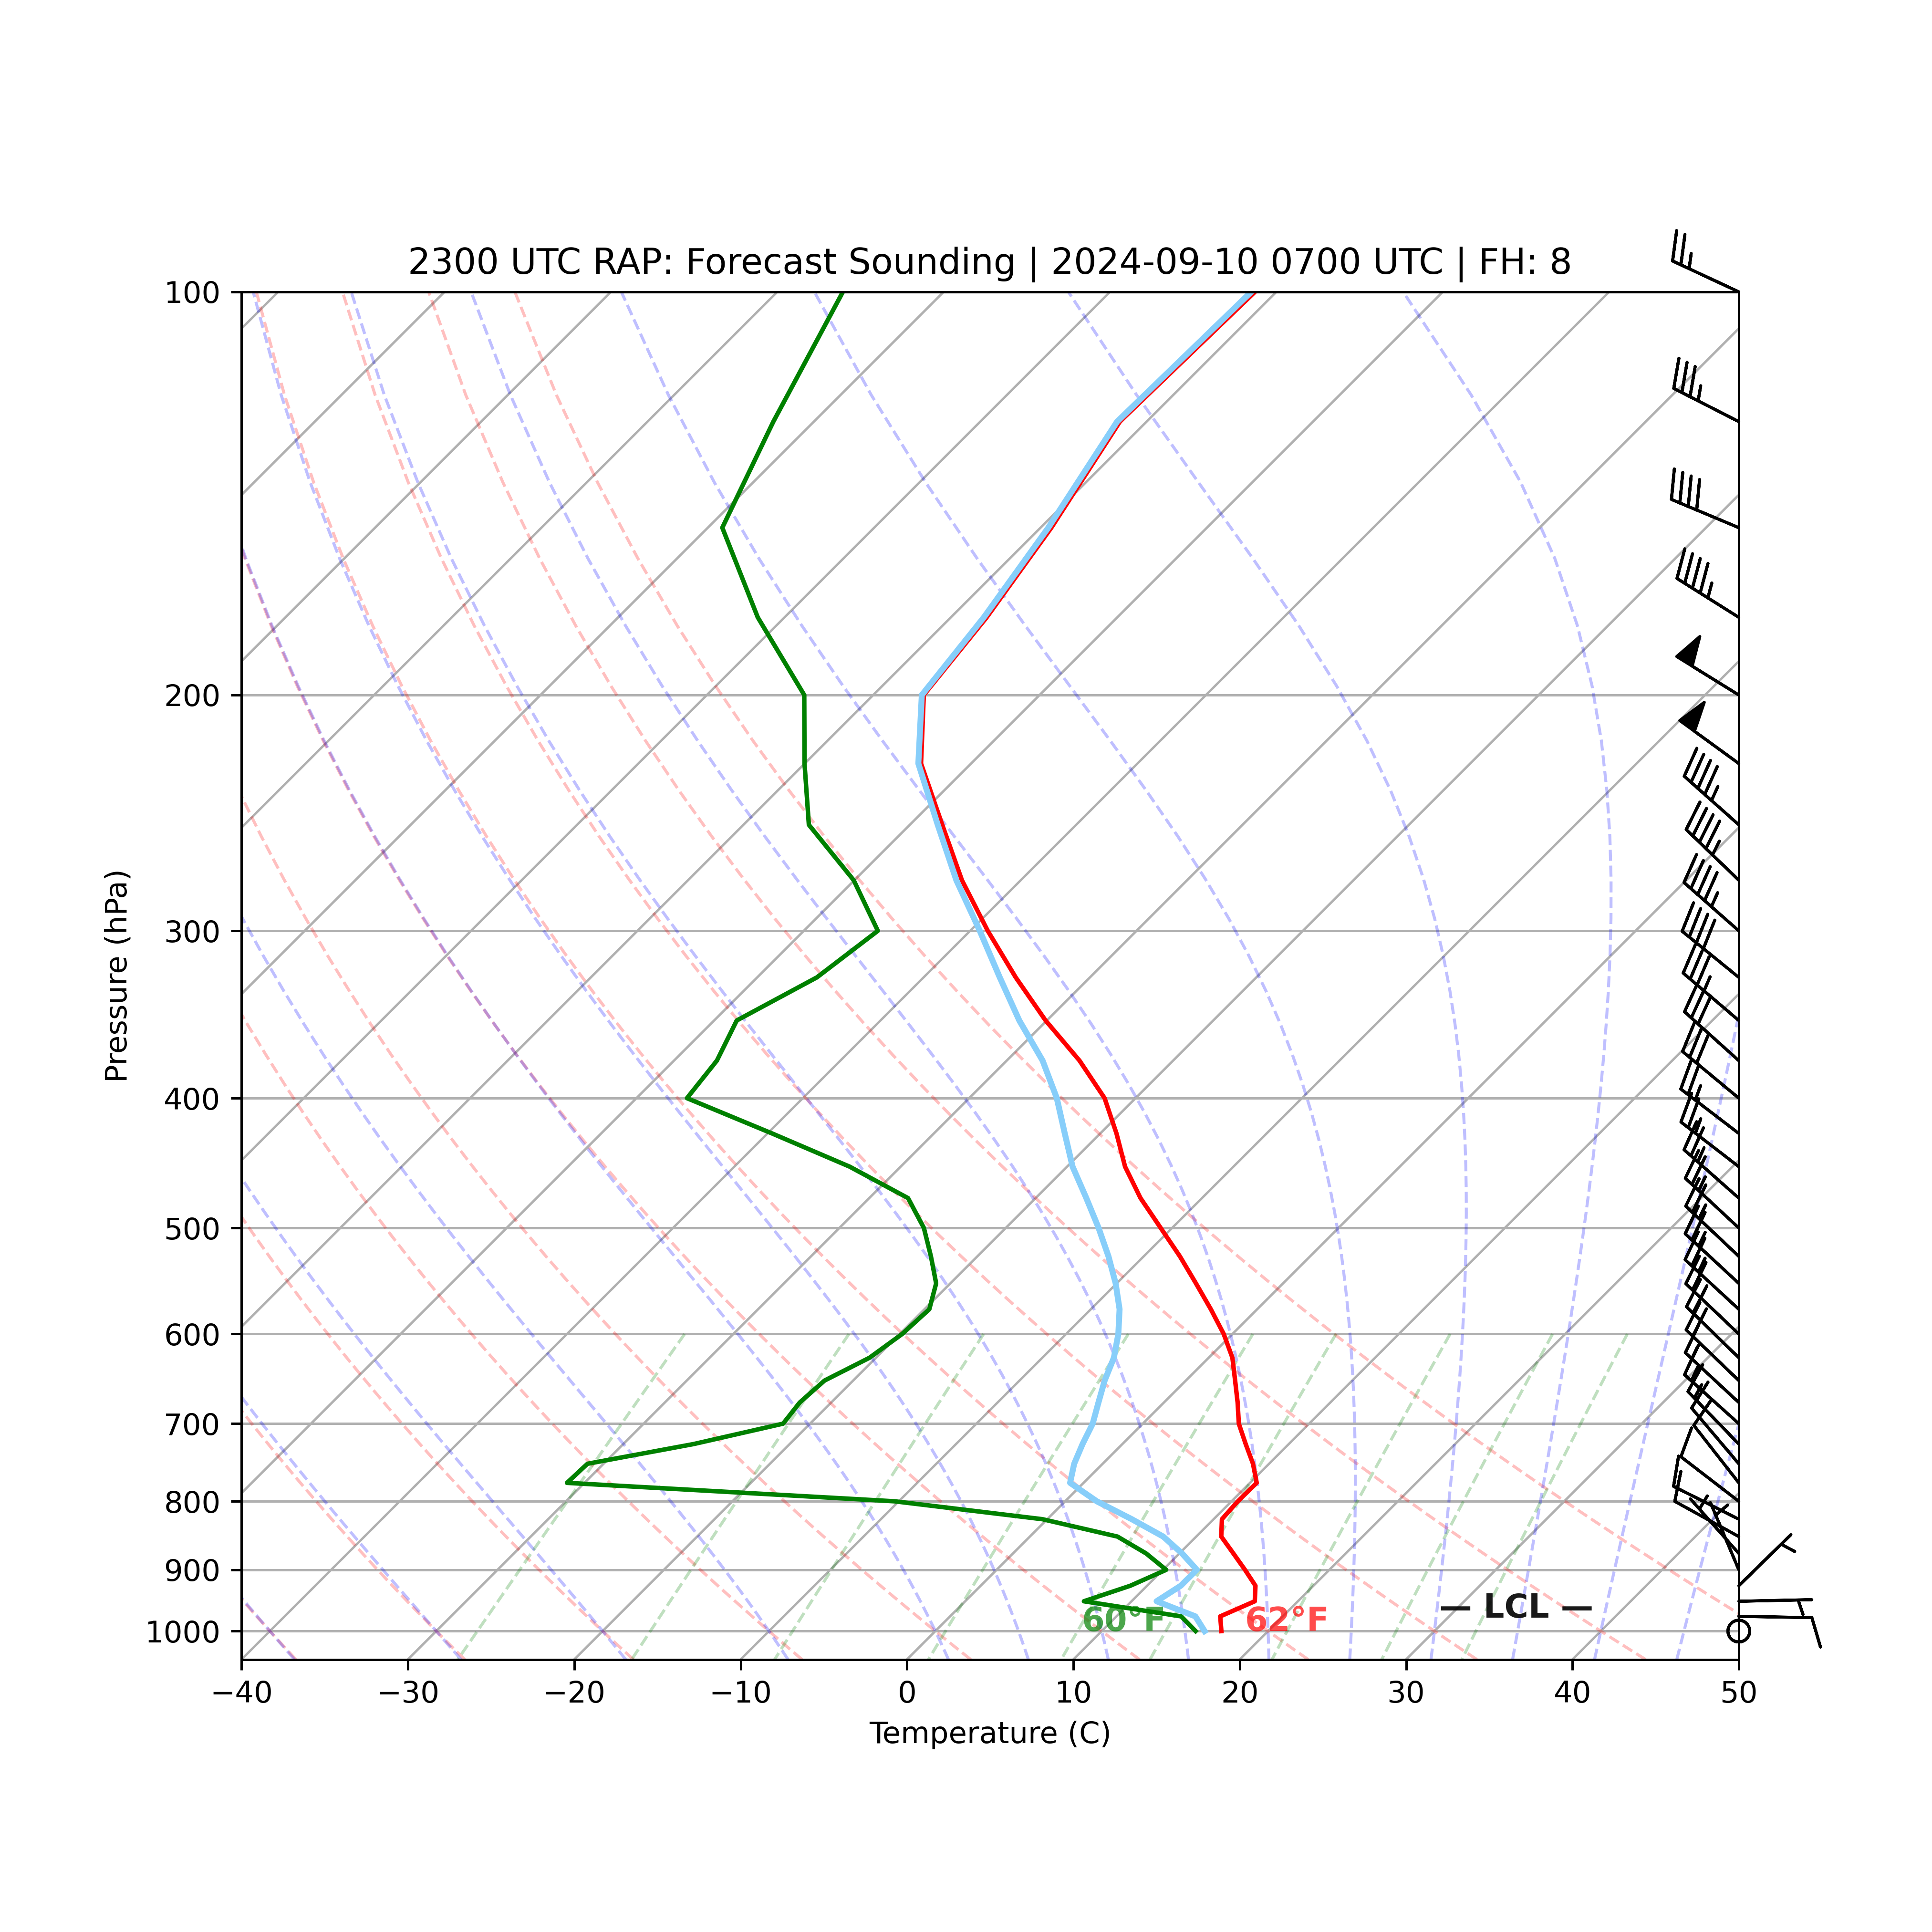 2300 UTC RAP: Forecast Sounding | 2024-09-10 0700 UTC | FH: 8
100
200
300
400
500
600
700
800
900
1000
Pressure (hPa)
60°F
62°F
— LCL —
−40 −30 −20 −10 0 10 20 30 40 50
Temperature (C)